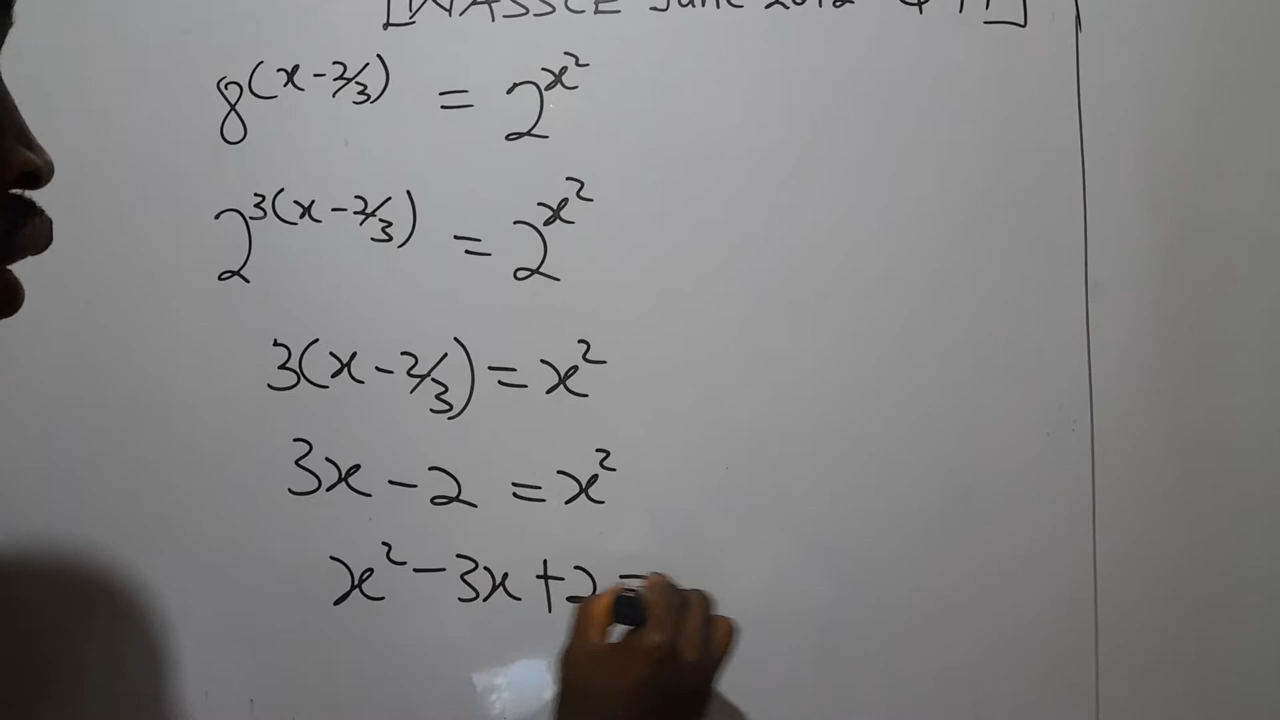 [WASSCE June 2012
8^(x-2/3) = 2^x²
2^3(x-2/3) = 2^x²
3(x-2/3) = x²
3x-2 = x²
x²-3x+2=